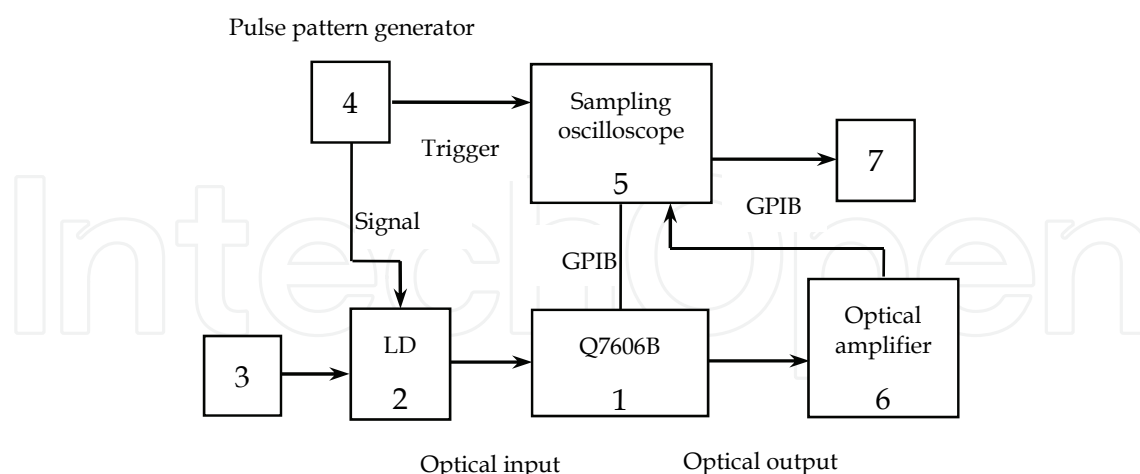 Pulse pattern generator
4
Sampling
oscilloscope
5
7
Trigger
GPIB
Signal
GPIB
IntechOpen
3
LD
2
Q7606B
1
Optical
amplifier
6
Optical input
Optical output